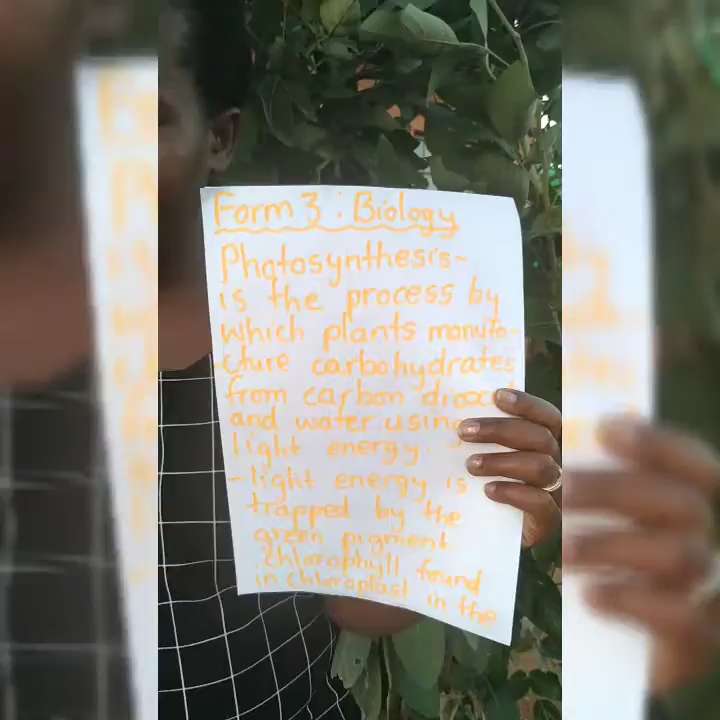 Form 3 : Biology
Photosynthesis-
is the process by
which plants manufa-
cture carbohydrates
from carbon
and water using
light energy.
- light energy is
trapped by the
green pigment
chlorophyll found
in chloroplast in the